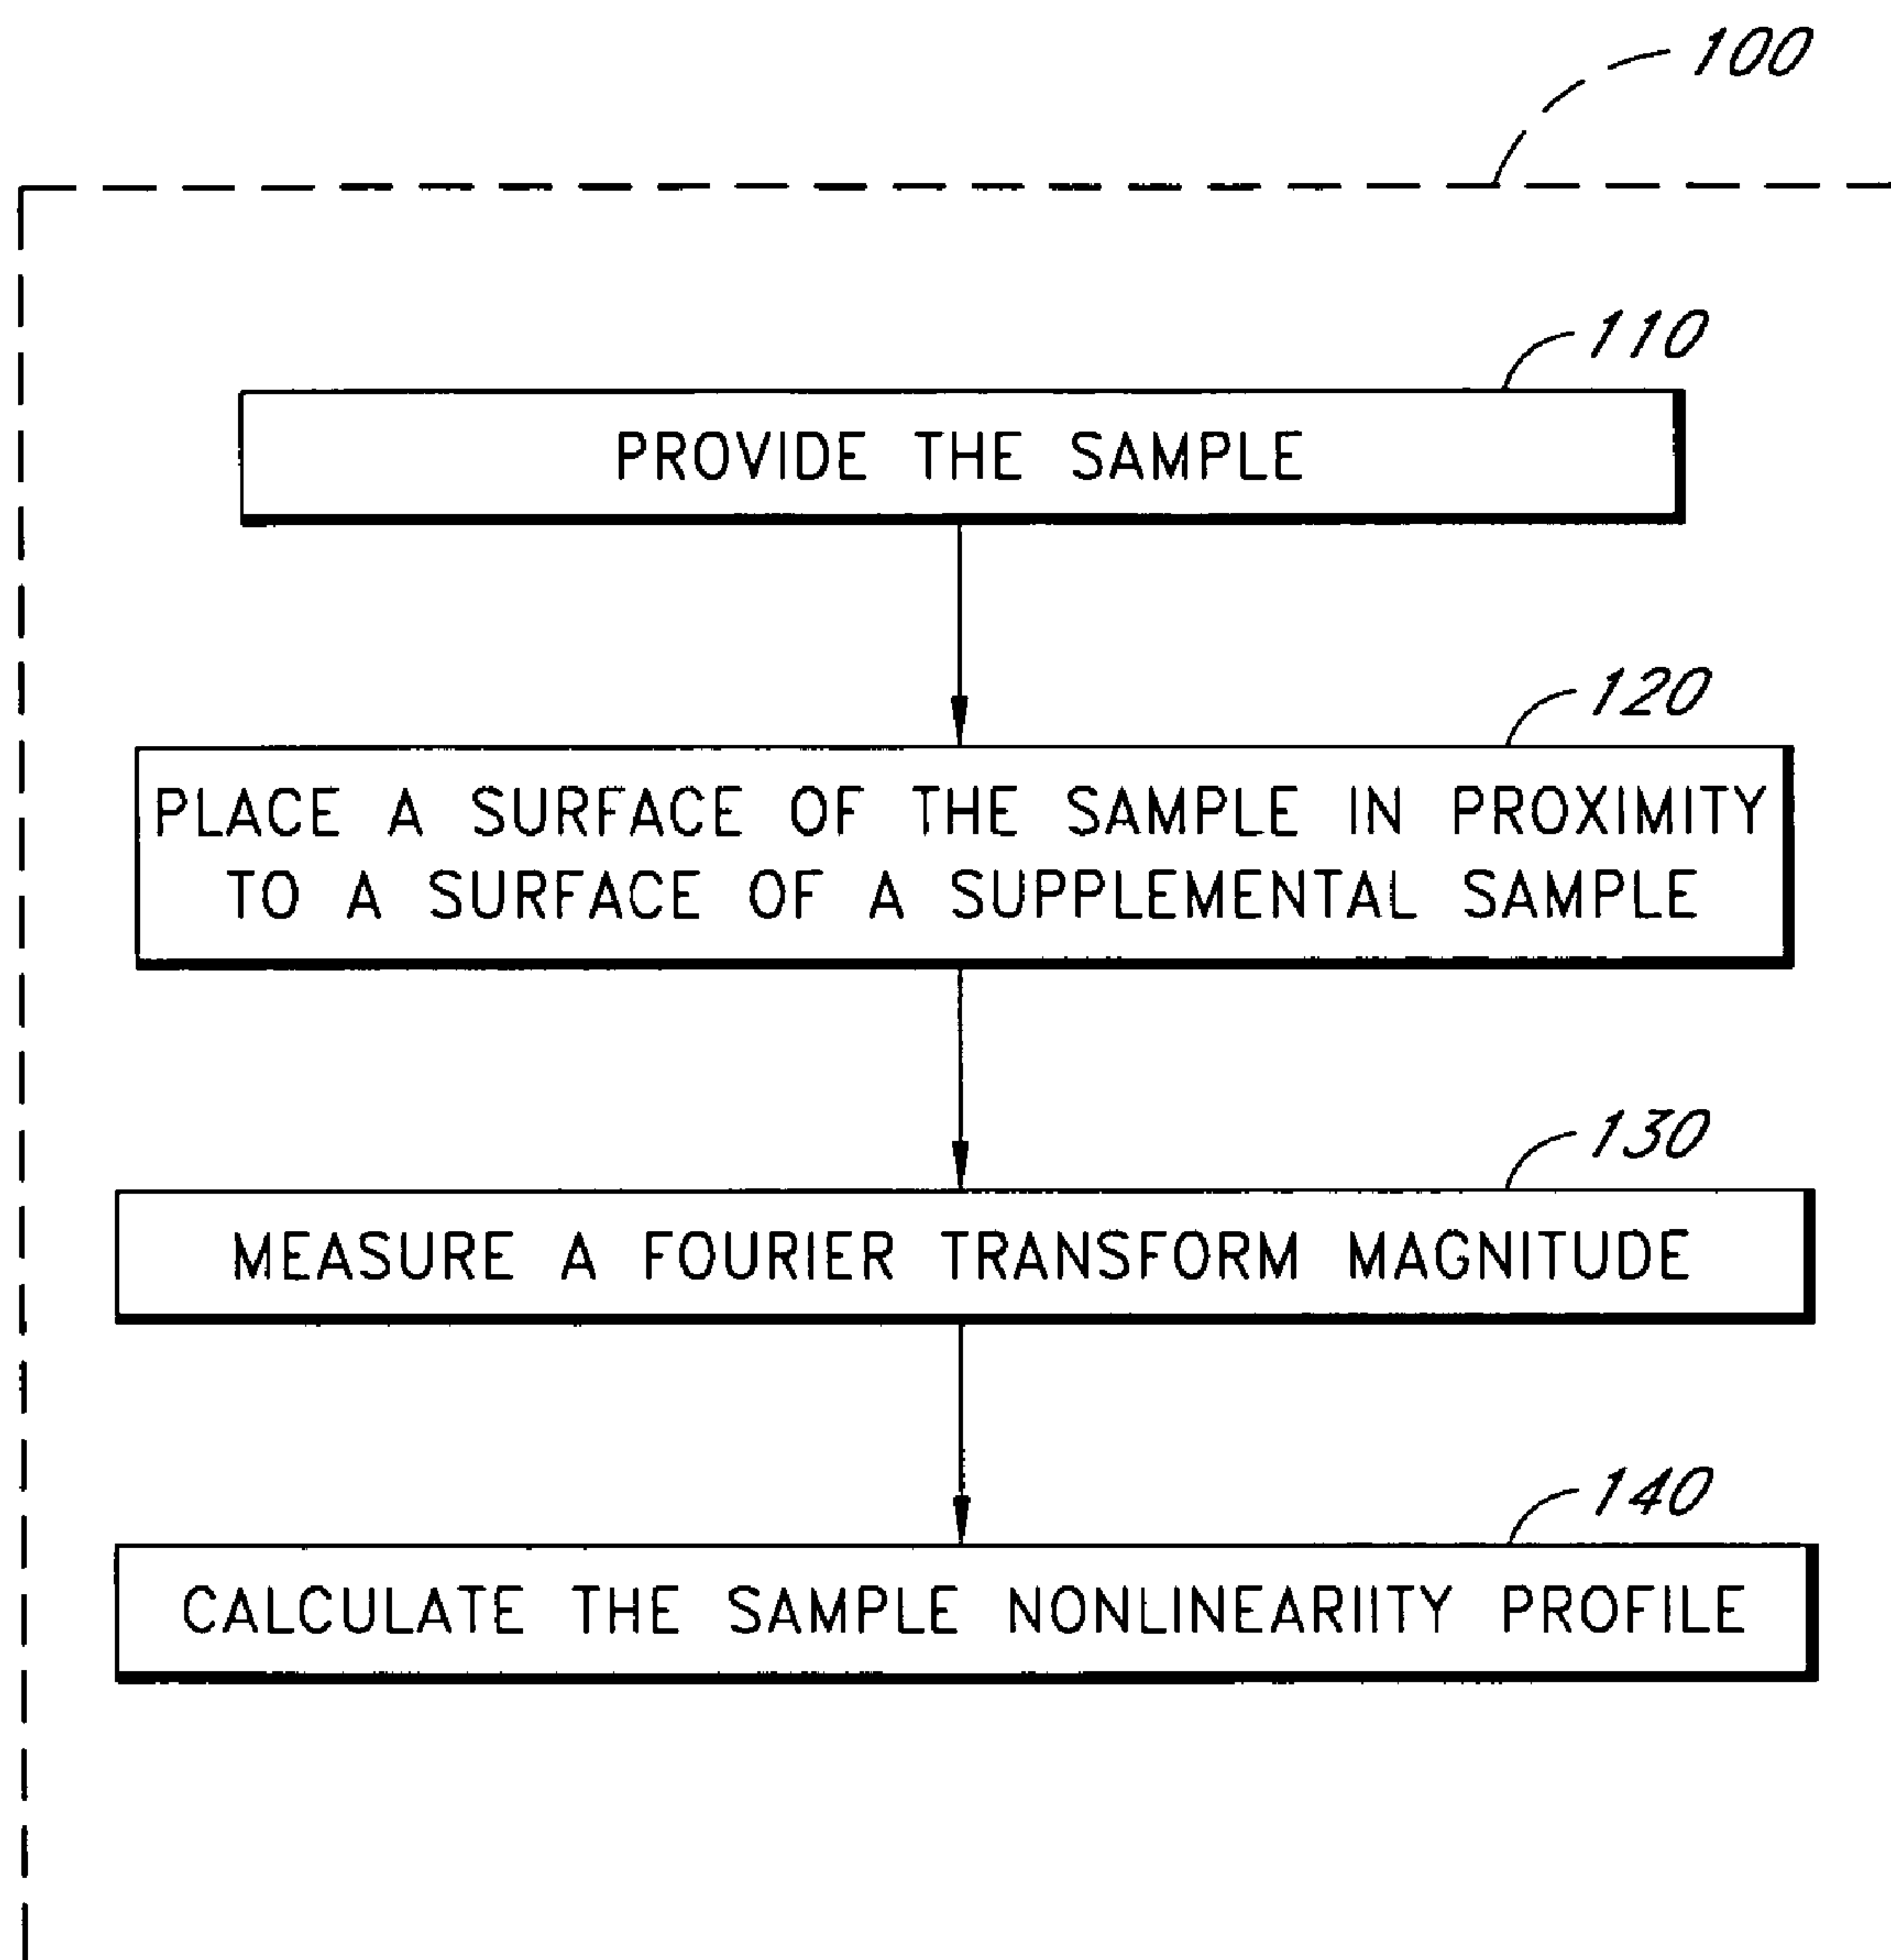 100
110
PROVIDE THE SAMPLE
120
PLACE A SURFACE OF THE SAMPLE IN PROXIMITY
TO A SURFACE OF A SUPPLEMENTAL SAMPLE
130
MEASURE A FOURIER TRANSFORM MAGNITUDE
140
CALCULATE THE SAMPLE NONLINEARIITY PROFILE